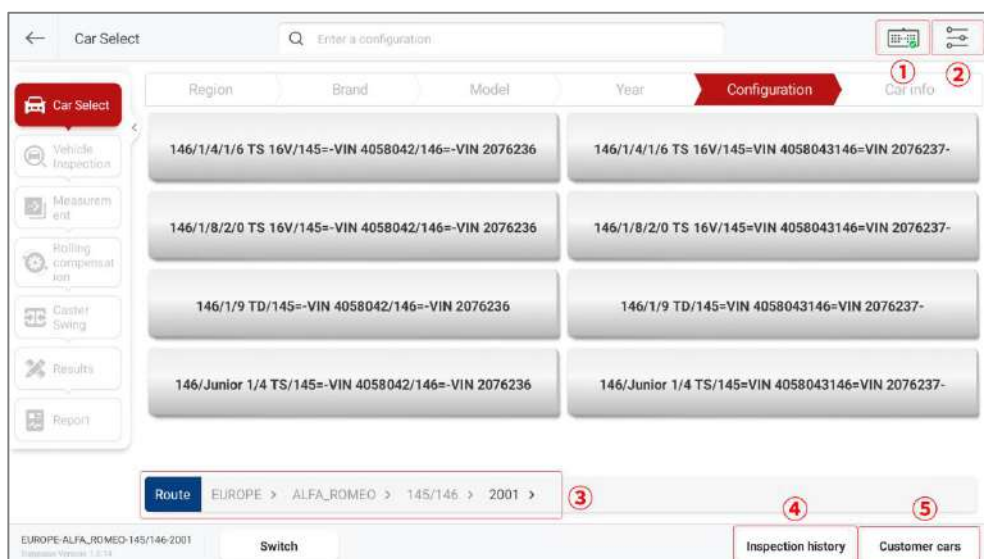 Car Select
Enter a configuration
①
②
Region Brand Model Year Configuration Car info
Car Select
Vehicle
Inspection
Measurem
ent
Rolling
compensat
ion
Caster
Swing
Results
Report
146/1/4/1/6 TS 16V/145=-VIN 4058042/146=-VIN 2076236
146/1/4/1/6 TS 16V/145=VIN 4058043146=VIN 2076237-
146/1/8/2/0 TS 16V/145=-VIN 4058042/146=-VIN 2076236
146/1/8/2/0 TS 16V/145=VIN 4058043146=VIN 2076237-
146/1/9 TD/145=-VIN 4058042/146=-VIN 2076236
146/1/9 TD/145=VIN 4058043146=VIN 2076237-
146/Junior 1/4 TS/145=-VIN 4058042/146=-VIN 2076236
146/Junior 1/4 TS/145=VIN 4058043146=VIN 2076237-
Route EUROPE > ALFA_ROMEO > 145/146 > 2001 >
③
④
⑤
EUROPE-ALFA_ROMEO-145/146-2001
Database Version
Switch
Inspection history
Customer cars